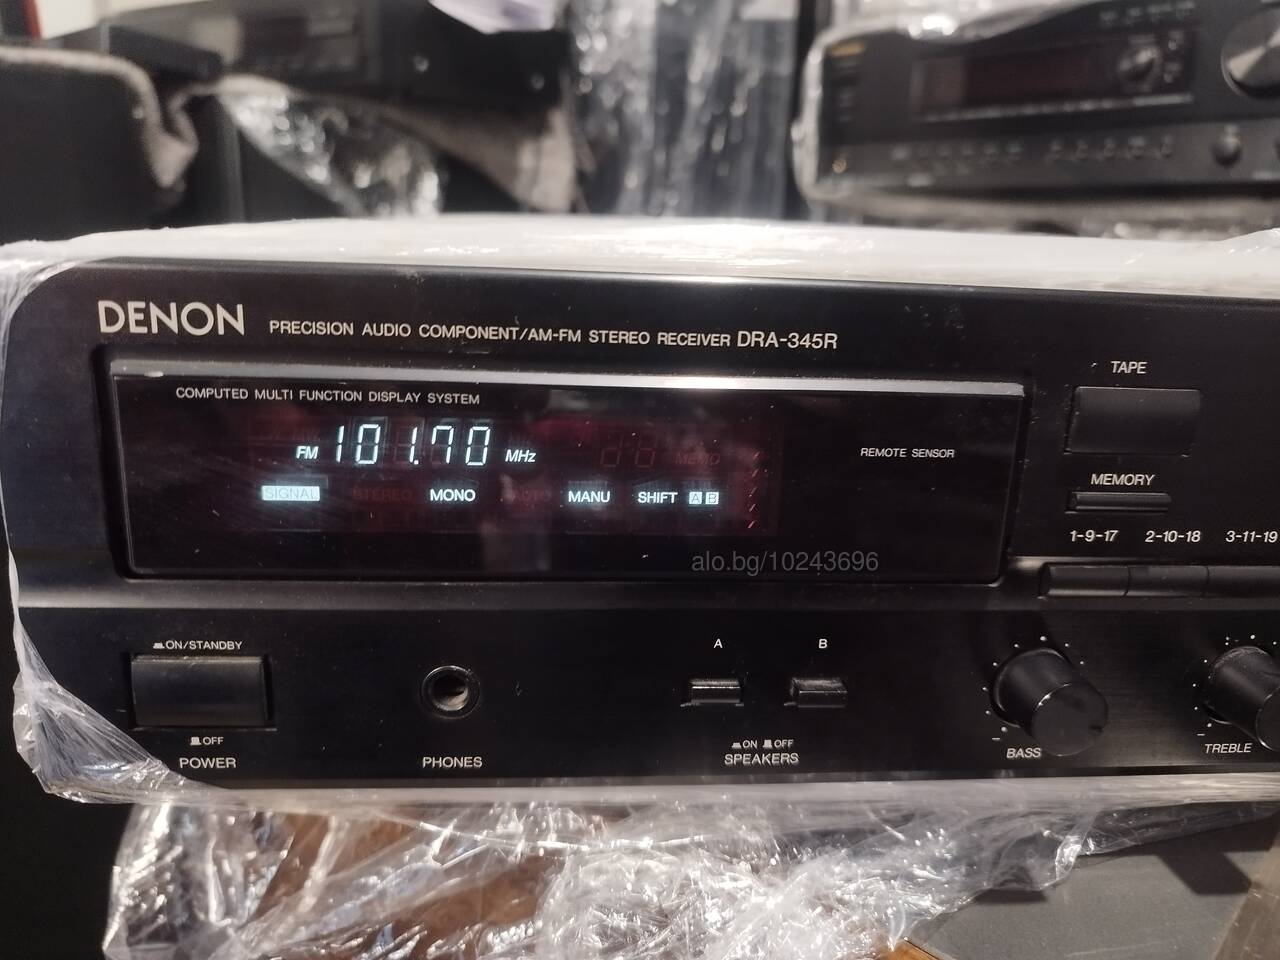 DENON PRECISION AUDIO COMPONENT/AM-FM STEREO RECEIVER DRA-345R
COMPUTED MULTI FUNCTION DISPLAY SYSTEM
FM 101.70 MHz
SIGNAL STEREO MONO AUTO MANU SHIFT A B
REMOTE SENSOR
alo.bg/10243696
TAPE
MEMORY
1-9-17 2-10-18 3-11-19
ON/STANDBY
OFF
POWER
PHONES
A B
ON OFF
SPEAKERS
BASS
TREBLE